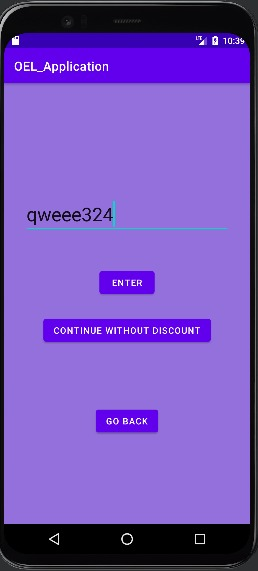 10:39
OEL_Application
qweee324
ENTER
CONTINUE WITHOUT DISCOUNT
GO BACK